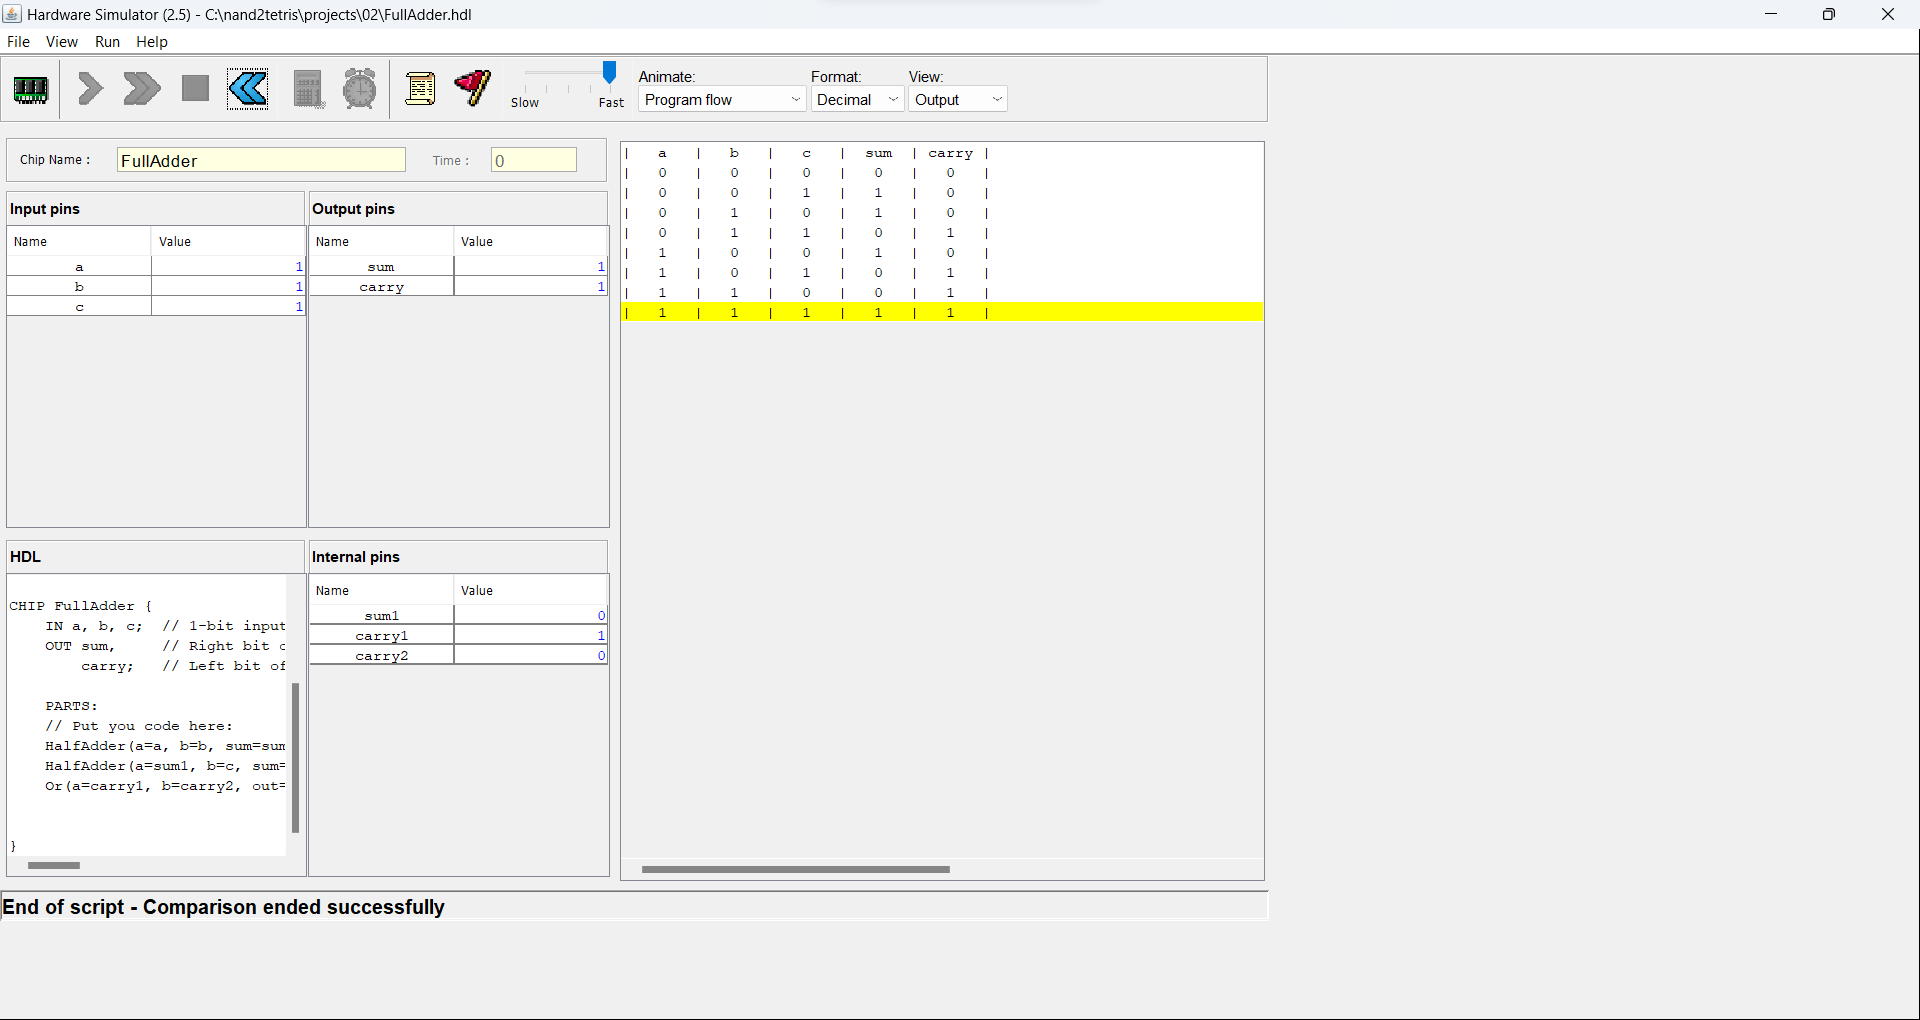 Hardware Simulator (2.5) - C:\nand2tetris\projects\02\FullAdder.hdl
File View Run Help
Slow Fast
Animate: Format: View:
Program flow Decimal Output
Chip Name : FullAdder Time : 0
Input pins
Name Value
a 1
b 1
c 1
Output pins
Name Value
sum 1
carry 1
HDL
CHIP FullAdder {
IN a, b, c; // 1-bit input
OUT sum, // Right bit
carry; // Left bit of
PARTS:
// Put you code here:
HalfAdder(a=a, b=b, sum=sum
HalfAdder(a=sum1, b=c, sum=
Or(a=carry1, b=carry2, out=
}
Internal pins
Name Value
sum1 0
carry1 1
carry2 0
| a | b | c | sum | carry |
| 0 | 0 | 0 | 0 | 0 |
| 0 | 0 | 1 | 1 | 0 |
| 0 | 1 | 0 | 1 | 0 |
| 0 | 1 | 1 | 0 | 1 |
| 1 | 0 | 0 | 1 | 0 |
| 1 | 0 | 1 | 0 | 1 |
| 1 | 1 | 0 | 0 | 1 |
| 1 | 1 | 1 | 1 | 1 |
End of script - Comparison ended successfully